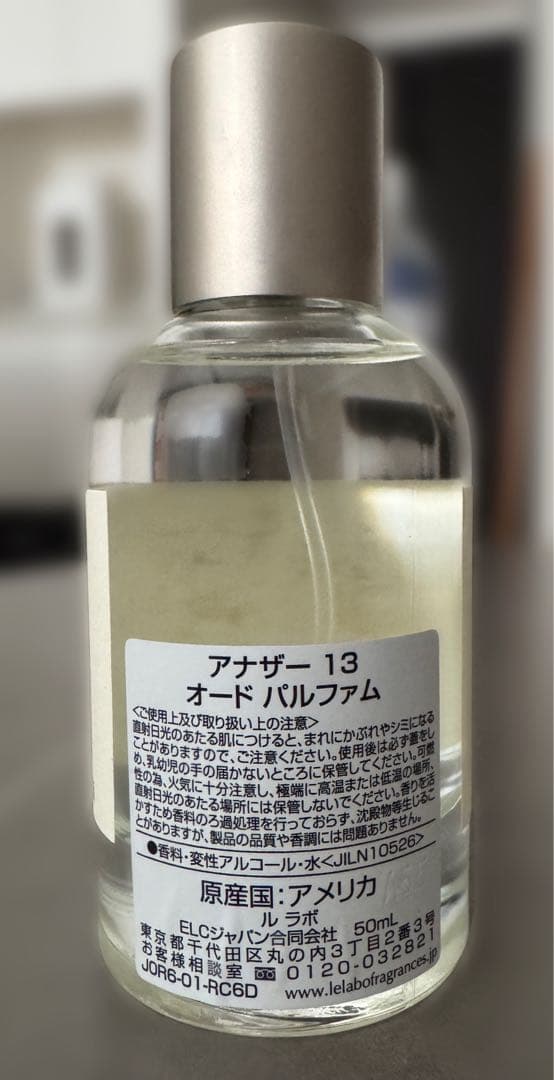 アナザー 13
オード パルファム
<ご使用上及び取り扱い上の注意>
直射日光のあたる肌につけると、まれにかぶれやシミになる
ことがありますので、ご注意ください。使用後は必ず蓋をし
め、乳幼児の手の届かないところに保管してください。可燃
性の為、火気に十分注意し、極端に高温または低温の場所、
直射日光のあたる場所には保管しないでください。香りを活
かすため香料のろ過処理を行っておらず、沈殿物等生じるこ
とがありますが、製品の品質や香調には問題ありません。
●香料・変性アルコール・水<JILN10526>
原産国:アメリカ
ル ラボ
ELCジャパン合同会社 50mL
東京都千代田区丸の内3丁目2番3号
お客様相談室 0120-032821
J0R6-01-RC6D www.lelabofragrances.jp